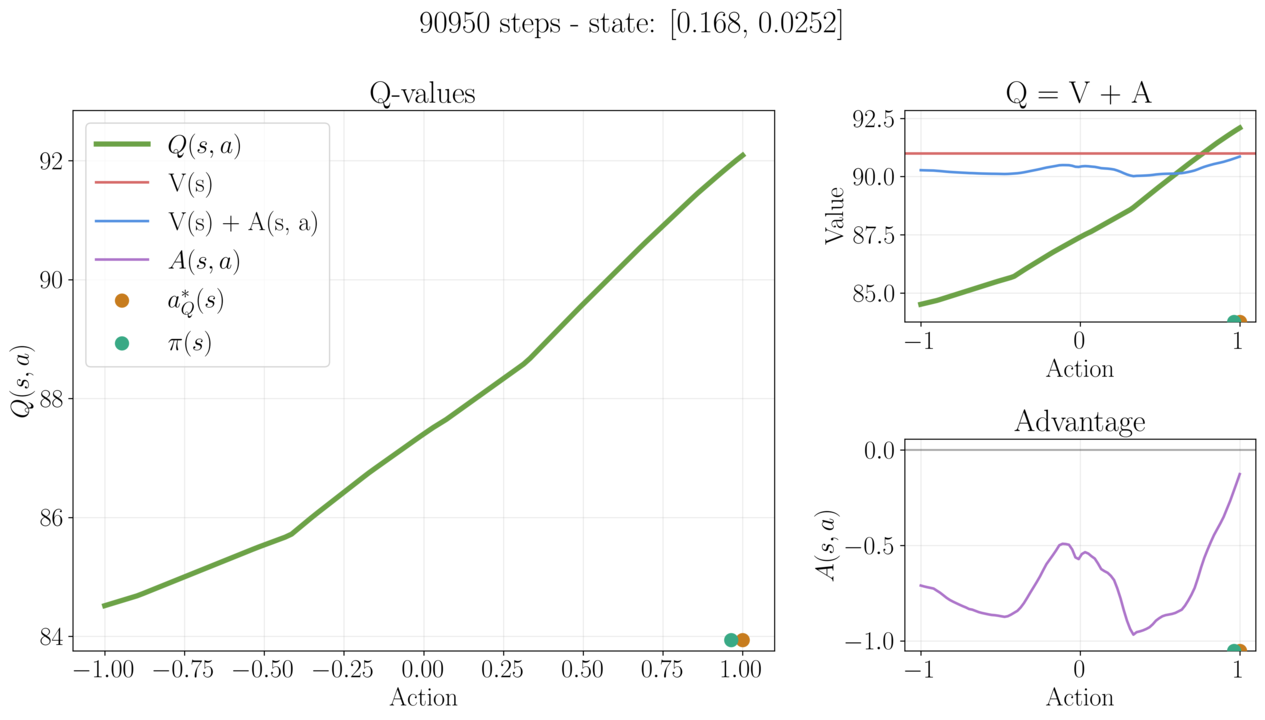 90950 steps - state: [0.168, 0.0252]
Q-values
Q(s, a)
V(s)
V(s) + A(s, a)
A(s, a)
a*_Q(s)
π(s)
Q(s, a)
92
90
88
86
84
−1.00 −0.75 −0.50 −0.25 0.00 0.25 0.50 0.75 1.00
Action
Q = V + A
Value
92.5
90.0
87.5
85.0
−1 0 1
Action
Advantage
A(s, a)
0.0
−0.5
−1.0
−1 0 1
Action